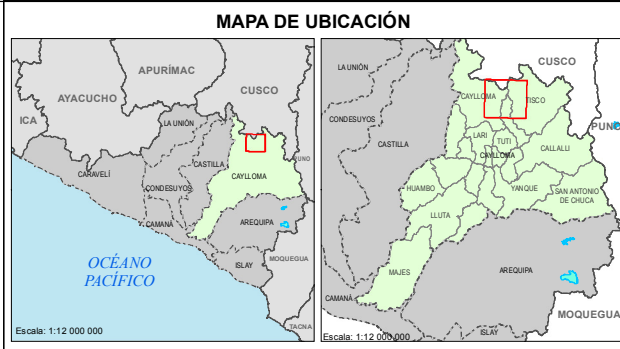 MAPA DE UBICACIÓN
APURÍMAC
CUSCO
AYACUCHO
ICA
LA UNIÓN
CASTILLA
PUNO
CARAVELÍ
CONDESUYOS
CAYLLOMA
CAMANÁ
AREQUIPA
OCÉANO
PACÍFICO
ISLAY
MOQUEGUA
TACNA
Escala: 1:12 000 000
CUSCO
LA UNIÓN
CAYLLOMA
TISCO
CONDESUYOS
PUNO
CASTILLA
LARI
TUTI
CALLALLI
CAYLLOMA
HUAMBO
YANQUE
SAN ANTONIO
DE CHUCA
LLUTA
MAJES
AREQUIPA
CAMANÁ
MOQUEGUA
ISLAY
Escala: 1:12 000 000